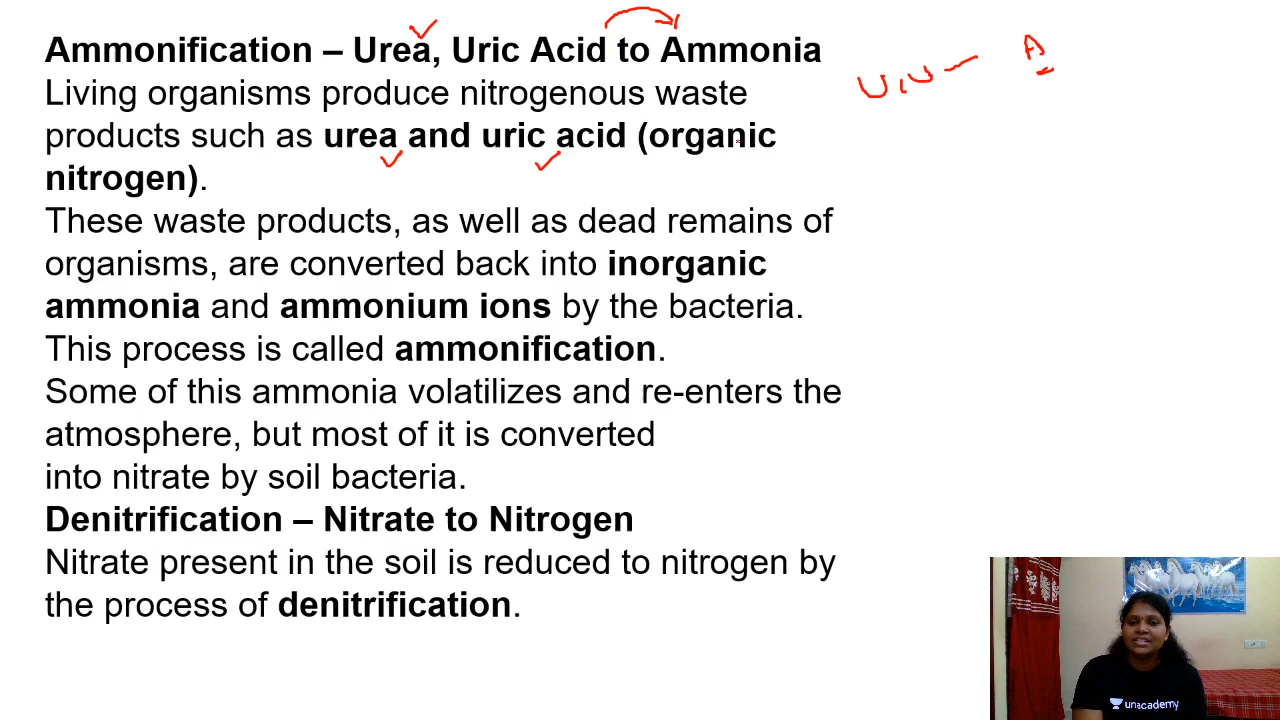 Ammonification – Urea, Uric Acid to Ammonia
U, U – A
Living organisms produce nitrogenous waste
products such as urea and uric acid (organic
nitrogen).
These waste products, as well as dead remains of
organisms, are converted back into inorganic
ammonia and ammonium ions by the bacteria.
This process is called ammonification.
Some of this ammonia volatilizes and re-enters the
atmosphere, but most of it is converted
into nitrate by soil bacteria.
Denitrification – Nitrate to Nitrogen
Nitrate present in the soil is reduced to nitrogen by
the process of denitrification.
unacademy